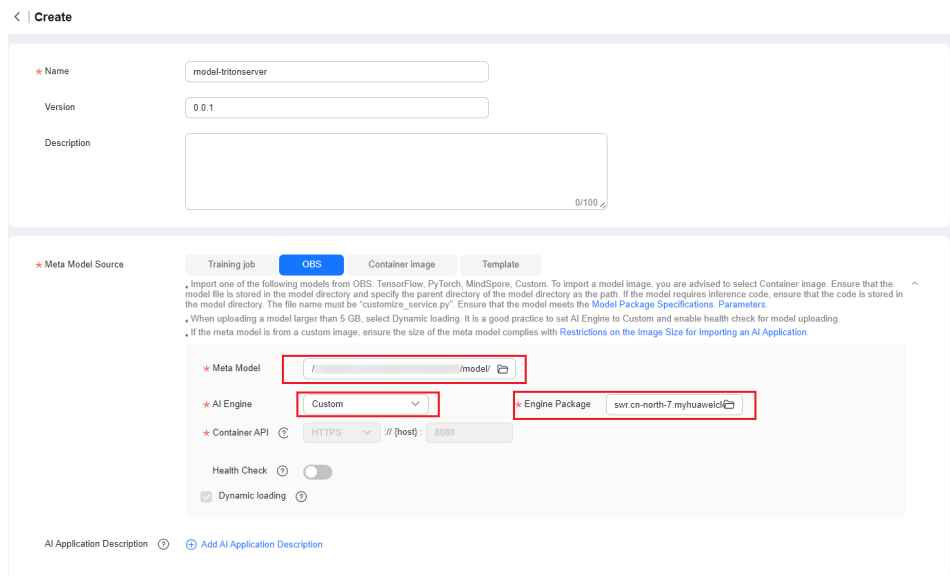 Create
* Name model-tritonserver
Version 0.0.1
Description
0/100
* Meta Model Source Training job OBS Container image Template
Import one of the following models from OBS: TensorFlow, PyTorch, MindSpore, Custom. To import a model image, you are advised to select Container image. Ensure that the
model file is stored in the model directory and specify the parent directory of the model directory as the path. If the model requires inference code, ensure that the code is stored in
the model directory. The file name must be "customize_service.py". Ensure that the model meets the Model Package Specifications. Parameters.
When uploading a model larger than 5 GB, select Dynamic loading. It is a good practice to set AI Engine to Custom and enable health check for model uploading.
If the meta model is from a custom image, ensure the size of the meta model complies with Restrictions on the Image Size for Importing an AI Application.
* Meta Model / /model/
* AI Engine Custom * Engine Package swr.cn-north-7.myhuaweicl
* Container API ? HTTPS :// {host} : 8080
Health Check ?
Dynamic loading ?
AI Application Description ? Add AI Application Description